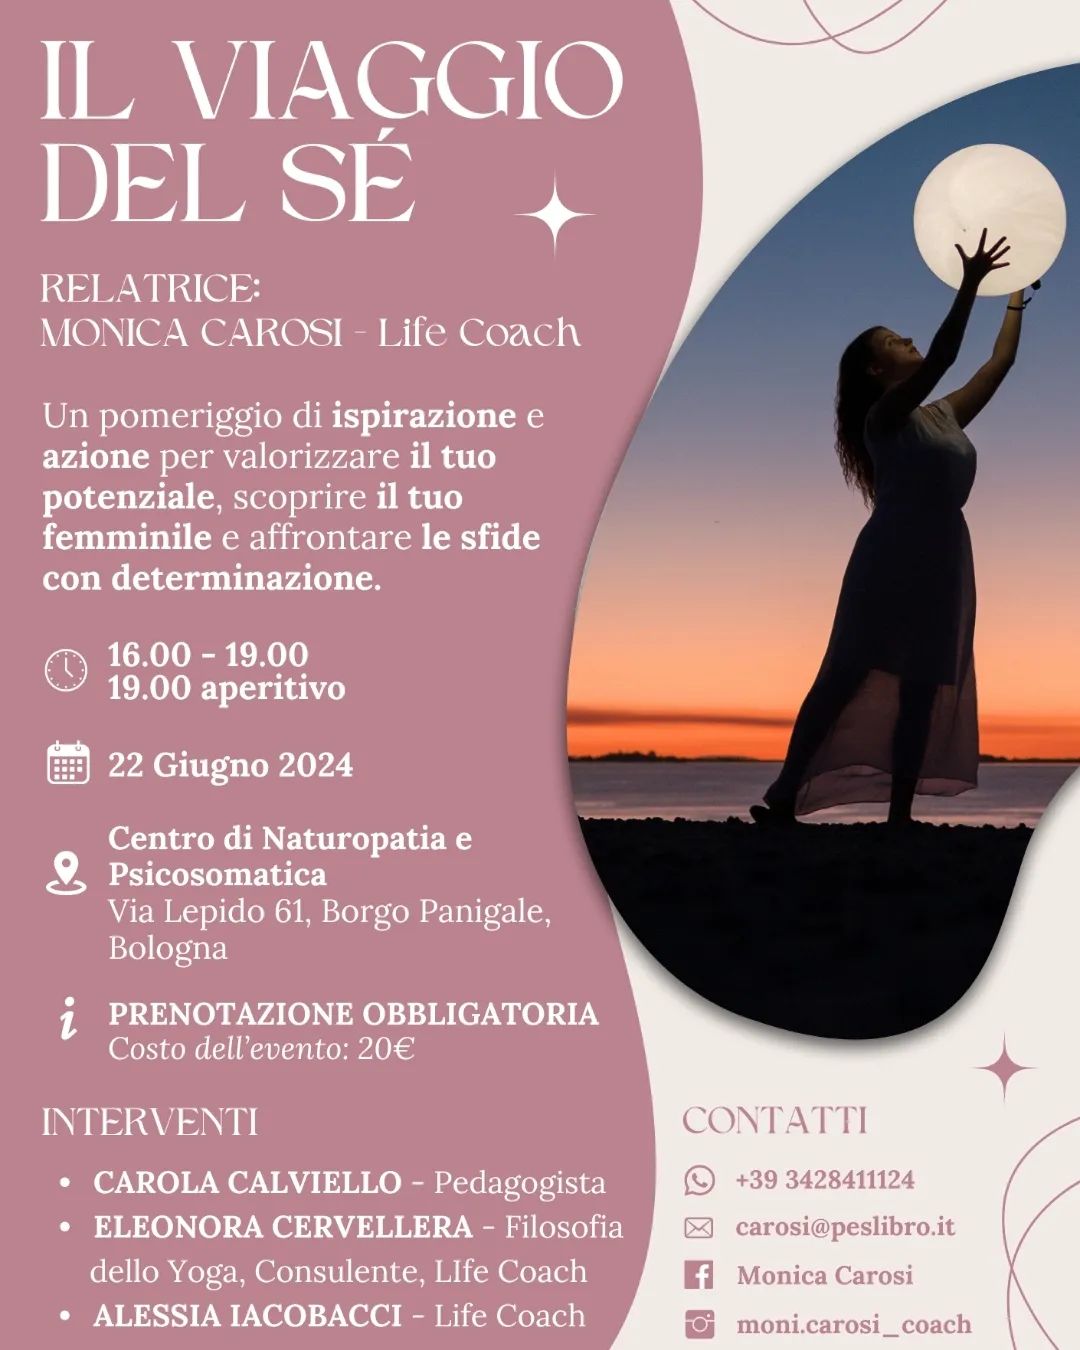 IL VIAGGIO
DEL SÉ
RELATRICE:
MONICA CAROSI - Life Coach
Un pomeriggio di ispirazione e
azione per valorizzare il tuo
potenziale, scoprire il tuo
femminile e affrontare le sfide
con determinazione.
16.00 - 19.00
19.00 aperitivo
22 Giugno 2024
Centro di Naturopatia e
Psicosomatica
Via Lepido 61, Borgo Panigale,
Bologna
PRENOTAZIONE OBBLIGATORIA
Costo dell'evento: 20€
INTERVENTI
• CAROLA CALVIELLO - Pedagogista
• ELEONORA CERVELLERA - Filosofia
dello Yoga, Consulente, LIfe Coach
• ALESSIA IACOBACCI - Life Coach
CONTATTI
+39 3428411124
carosi@peslibro.it
Monica Carosi
moni.carosi_coach